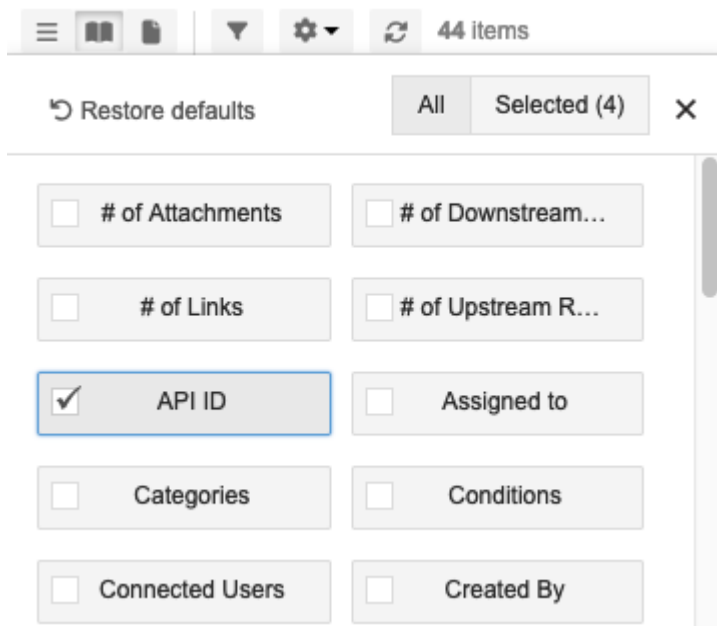 44 items
Restore defaults
All
Selected (4)
# of Attachments
# of Downstream...
# of Links
# of Upstream R...
API ID
Assigned to
Categories
Conditions
Connected Users
Created By